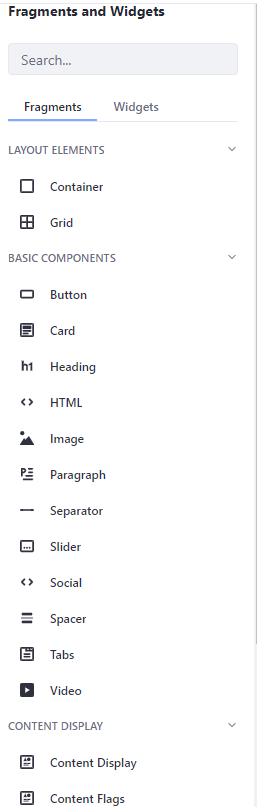 Fragments and Widgets
Search...
Fragments Widgets
LAYOUT ELEMENTS
Container
Grid
BASIC COMPONENTS
Button
Card
h1 Heading
HTML
Image
Paragraph
Separator
Slider
Social
Spacer
Tabs
Video
CONTENT DISPLAY
Content Display
Content Flags